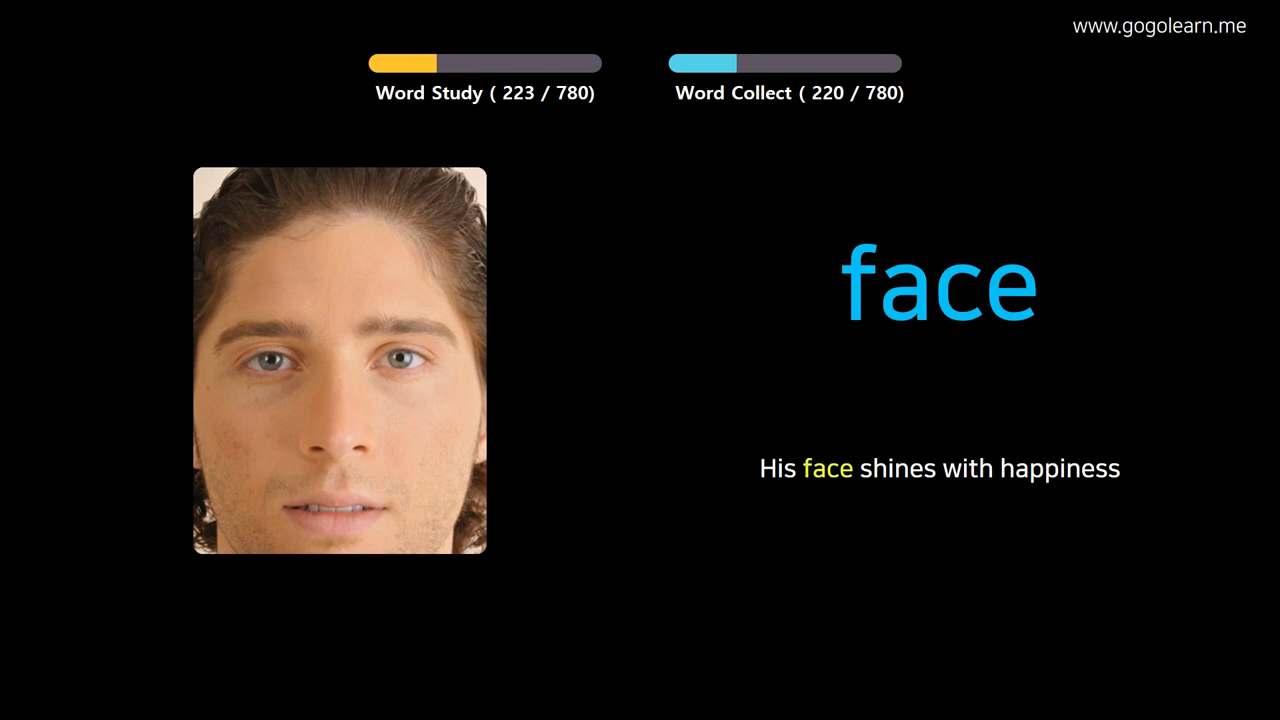 www.gogolearn.me
Word Study ( 223 / 780)
Word Collect ( 220 / 780)
face
His face shines with happiness